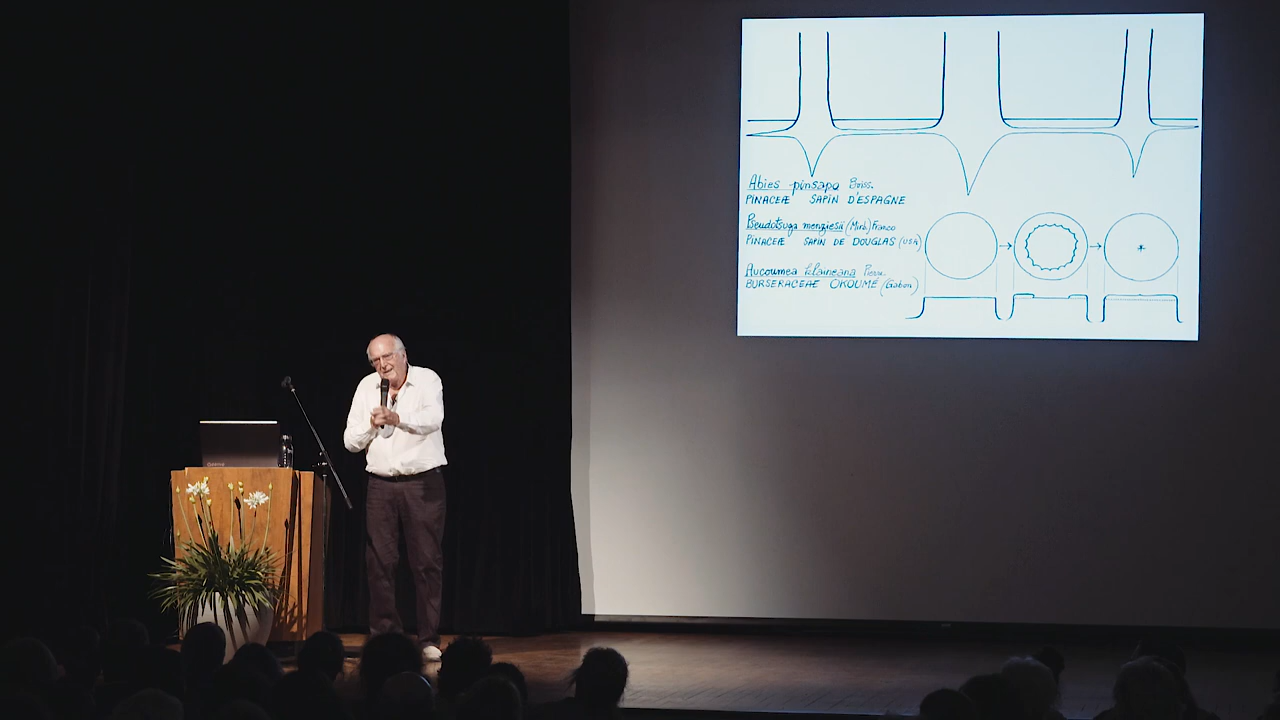 Abies pinsapo Boiss.
PINACEÆ SAPIN D'ESPAGNE
Pseudotsuga menziesii (Mirb.) Franco
PINACEÆ SAPIN DE DOUGLAS (USA)
Aucoumea klaineana Pierre.
BURSERACEAE OKOUMÉ (Gabon)